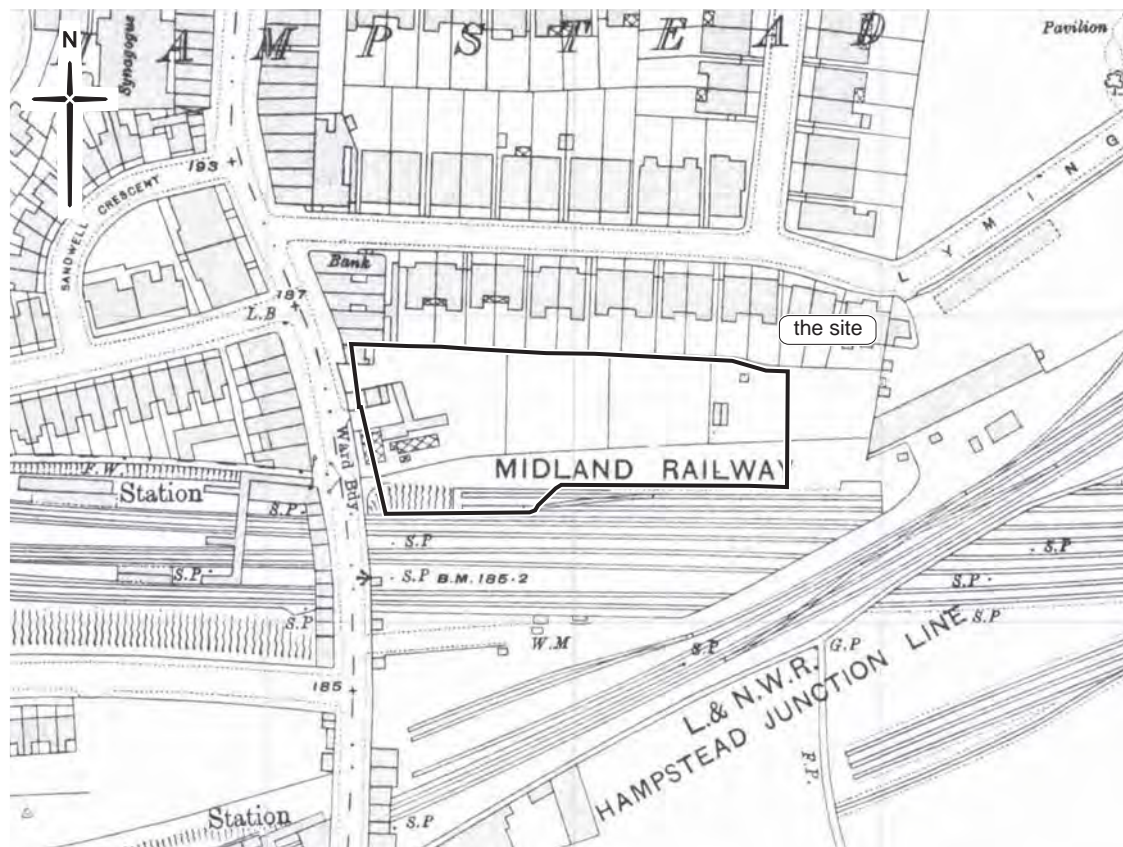 N
HAMPSTEAD
Pavilion
Synagogue
193
SANDWELL CRESCENT
LYMING
Bank
187
L.B
the site
Ward Bdy.
F.W
MIDLAND RAILWAY
Station
S.P
S.P
S.P
S.P
S.P B.M. 185·2
S.P
S.P
S.P
W.M
S.P
G.P
185
L.& N.W.R.
HAMPSTEAD JUNCTION LINE
F.P.
Station
S.P